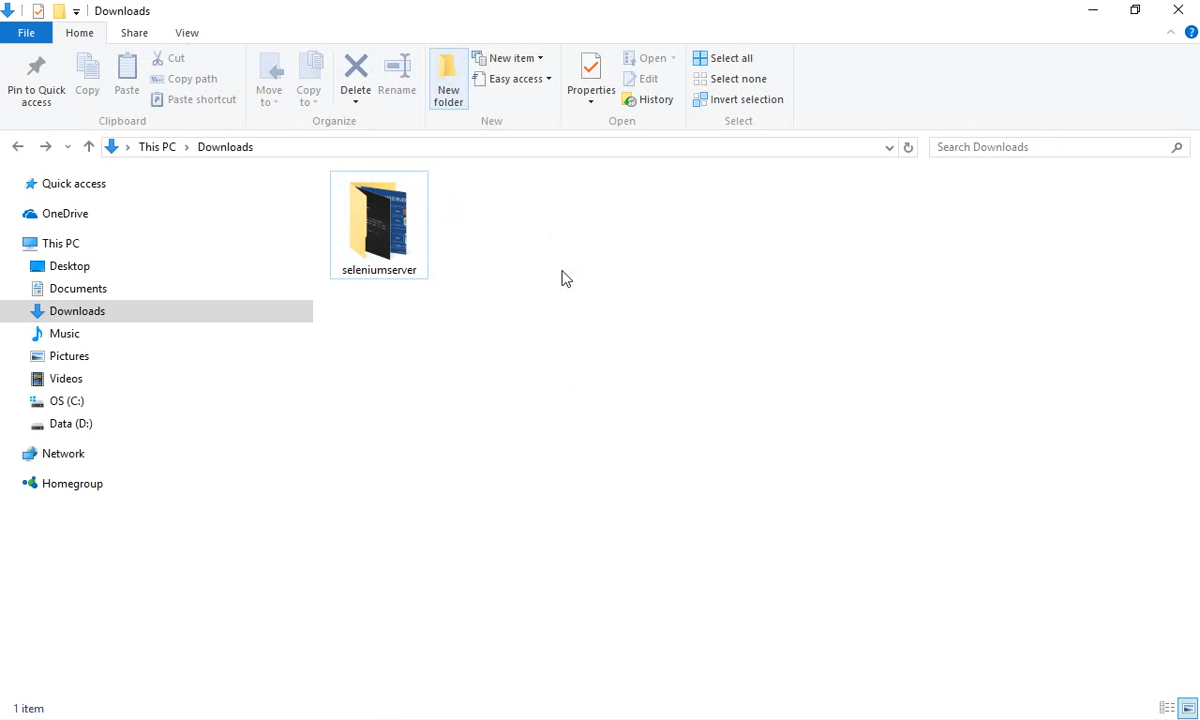 Downloads
File Home Share View
Pin to Quick access
Copy
Paste
Cut
Copy path
Paste shortcut
Clipboard
Move to
Copy to
Delete
Rename
Organize
New folder
New item
Easy access
New
Properties
Open
Edit
History
Open
Select all
Select none
Invert selection
Select
This PC Downloads
Search Downloads
Quick access
OneDrive
This PC
Desktop
Documents
Downloads
Music
Pictures
Videos
OS (C:)
Data (D:)
Network
Homegroup
seleniumserver
1 item